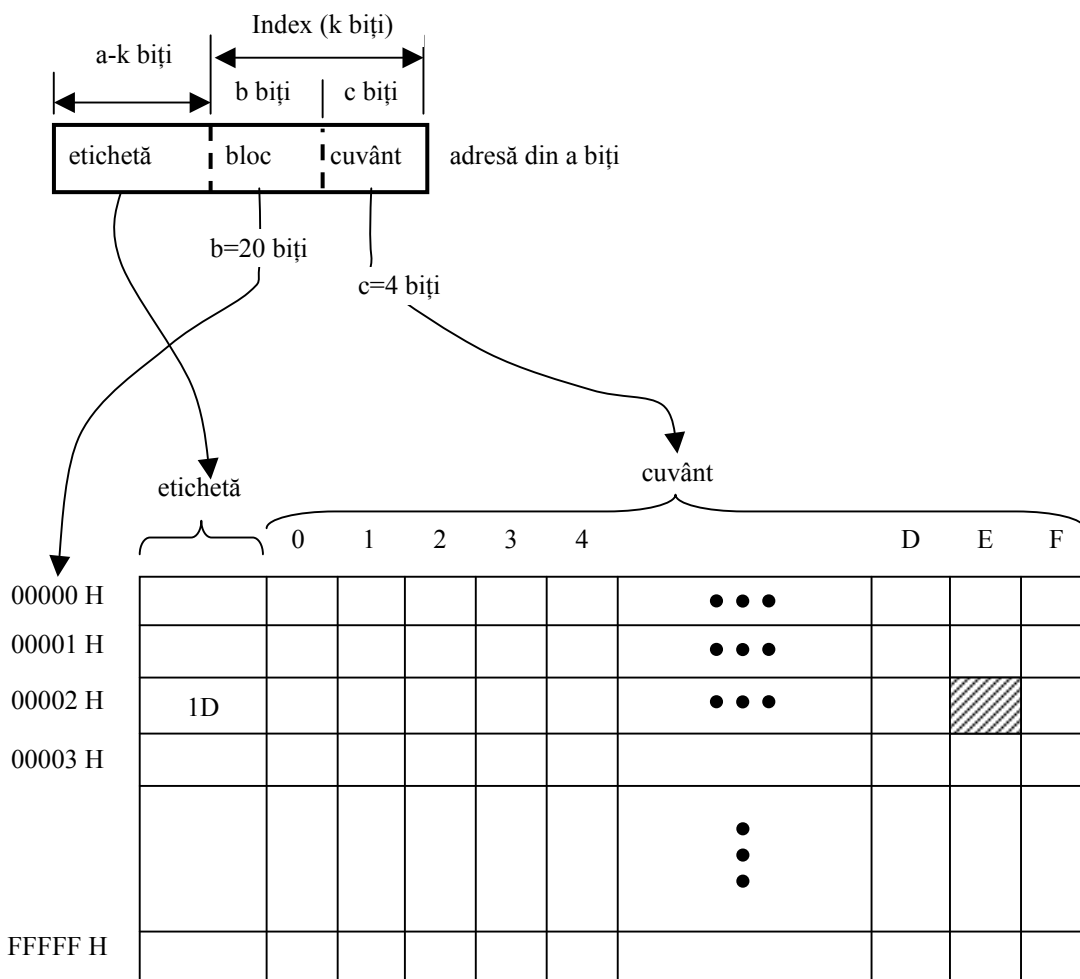 Index (k biți)
a-k biți
b biți c biți
etichetă bloc cuvânt adresă din a biți
b=20 biți
c=4 biți
cuvânt
etichetă
0 1 2 3 4 D E F
00000 H
00001 H
00002 H 1D
00003 H
FFFFF H